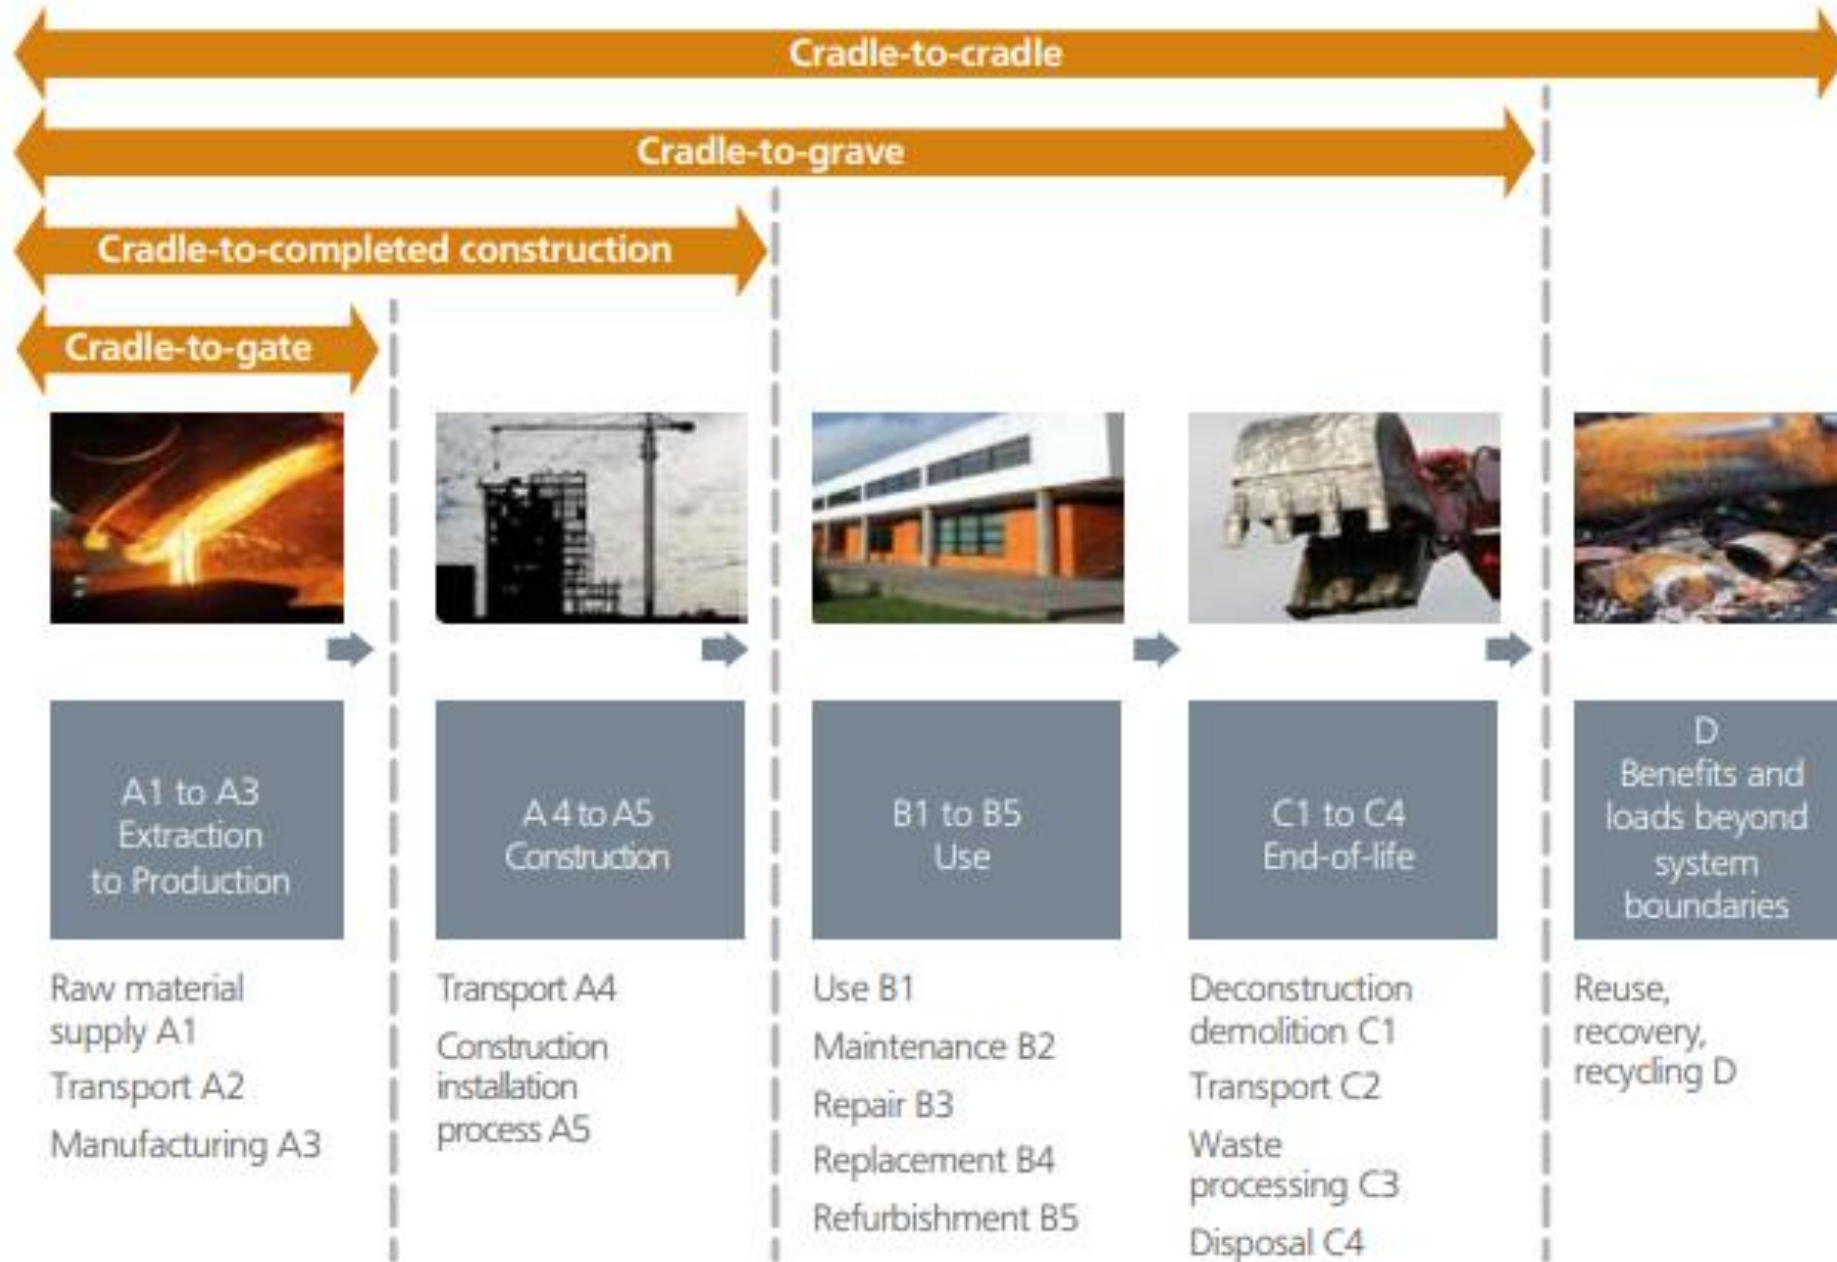 Cradle-to-cradle
Cradle-to-grave
Cradle-to-completed construction
Cradle-to-gate
A1 to A3
Extraction
to Production
A 4 to A5
Construction
B1 to B5
Use
C1 to C4
End-of-life
D
Benefits and
loads beyond
system
boundaries
Raw material
supply A1
Transport A2
Manufacturing A3
Transport A4
Construction
installation
process A5
Use B1
Maintenance B2
Repair B3
Replacement B4
Refurbishment B5
Deconstruction
demolition C1
Transport C2
Waste
processing C3
Disposal C4
Reuse,
recovery,
recycling D